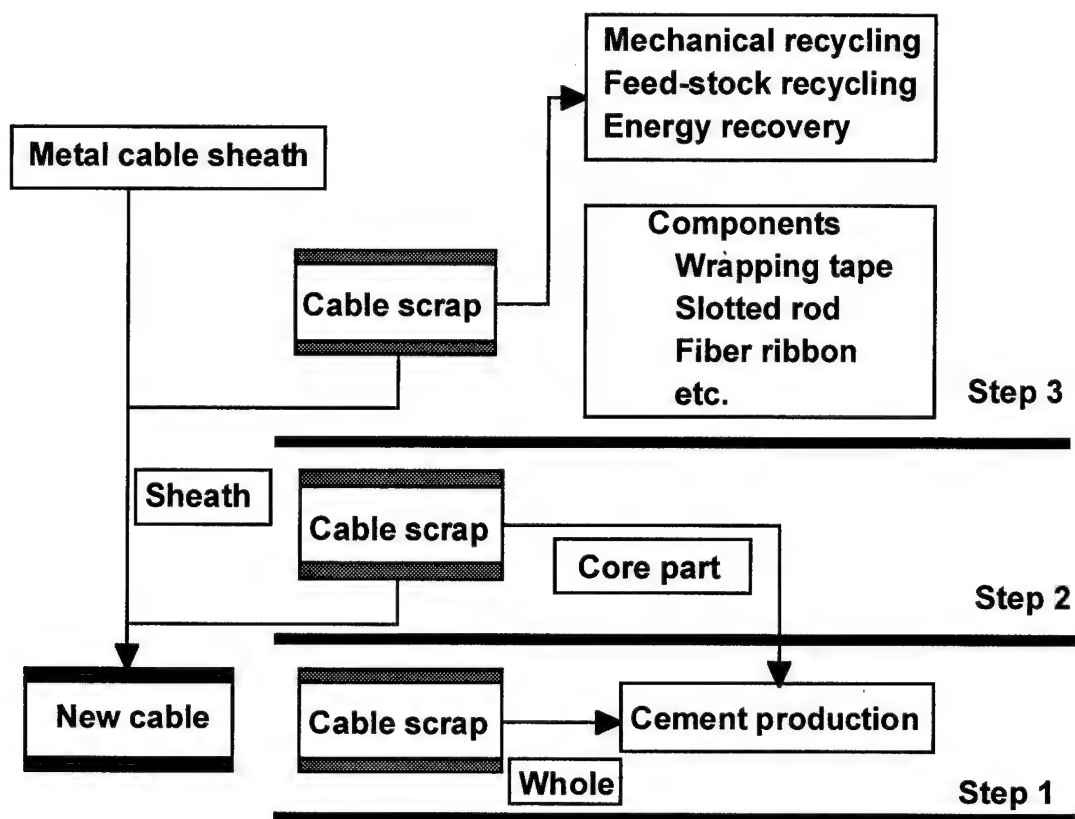 Mechanical recycling
Feed-stock recycling
Energy recovery
Metal cable sheath
Components
Wrapping tape
Slotted rod
Fiber ribbon
etc.
Cable scrap
Step 3
Sheath
Cable scrap
Core part
Step 2
New cable
Cable scrap
Cement production
Whole
Step 1